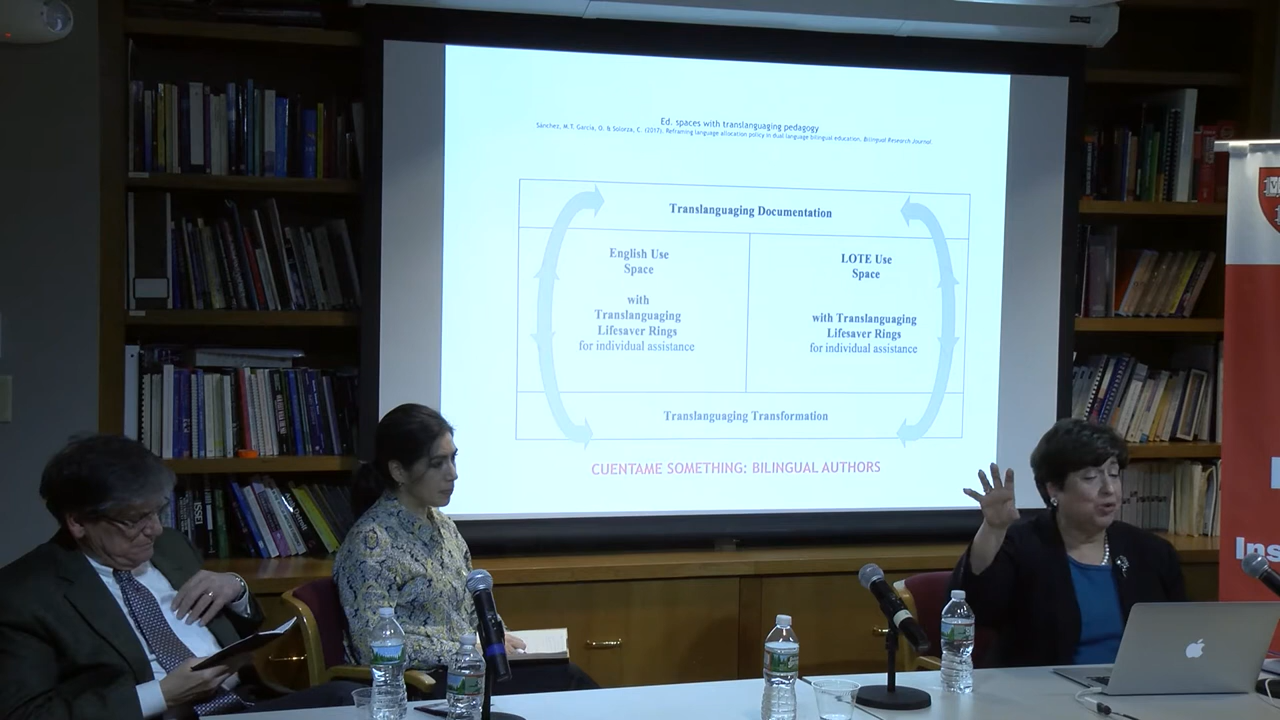 Ed. spaces with translanguaging pedagogy
Sánchez, M.T. García, O. & Solorza, C. (2017). Reframing language allocation policy in dual language bilingual education. Bilingual Research Journal.
Translanguaging Documentation
English Use
Space
with
Translanguaging
Lifesaver Rings
for individual assistance
LOTE Use
Space
with Translanguaging
Lifesaver Rings
for individual assistance
Translanguaging Transformation
CUENTAME SOMETHING: BILINGUAL AUTHORS
Ins